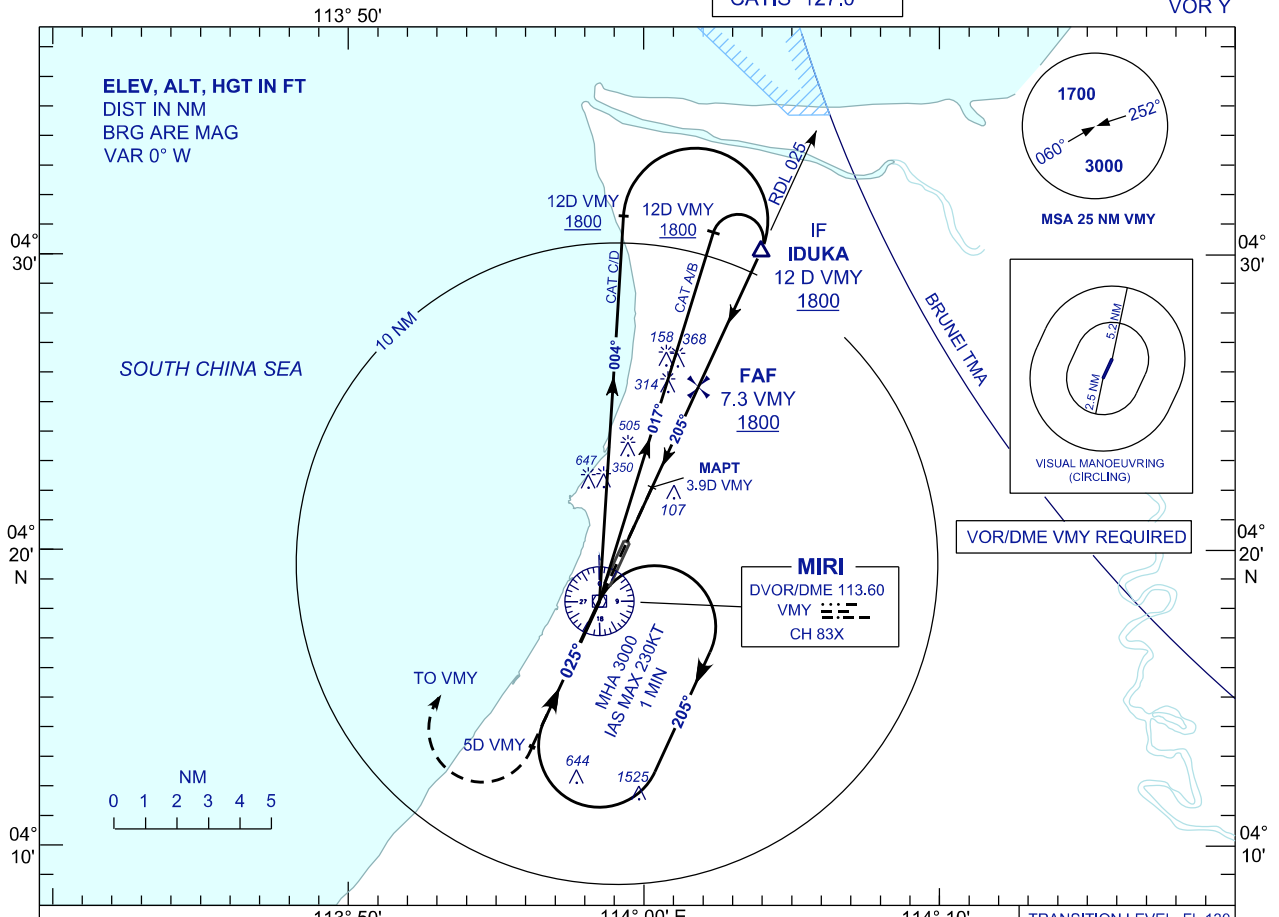 CATIS 127.0
VOR Y
113° 50'
ELEV, ALT, HGT IN FT
DIST IN NM
BRG ARE MAG
VAR 0° W
1700
252°
060°
3000
MSA 25 NM VMY
RDL 025
12D VMY
1800
12D VMY
1800
IF
IDUKA
12 D VMY
1800
04°
30'
04°
30'
CAT C/D
CAT A/B
10 NM
BRUNEI TMA
5.2 NM
2.5 NM
VISUAL MANOEUVRING
(CIRCLING)
SOUTH CHINA SEA
004°
158
368
314
017°
205°
FAF
7.3 VMY
1800
505
647
350
MAPT
3.9D VMY
107
04°
20'
N
04°
20'
N
VOR/DME VMY REQUIRED
MIRI
DVOR/DME 113.60
VMY
CH 83X
27
9
18
025°
MHA 3000
IAS MAX 230KT
1 MIN
205°
TO VMY
5D VMY
644
1525
NM
0 1 2 3 4 5
04°
10'
04°
10'
113° 50'
114° 00' E
114° 10'
TRANSITION LEVEL FL 130